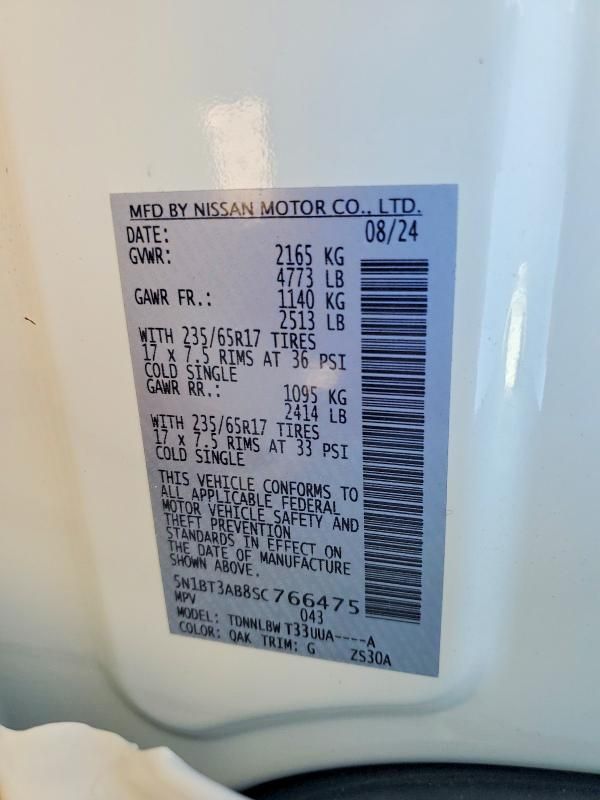 MFD BY NISSAN MOTOR CO., LTD.
DATE: 08/24
GVWR: 2165 KG
4773 LB
GAWR FR.: 1140 KG
2513 LB
WITH 235/65R17 TIRES
17 x 7.5 RIMS AT 36 PSI
COLD SINGLE
GAWR RR.: 1095 KG
2414 LB
WITH 235/65R17 TIRES
17 x 7.5 RIMS AT 33 PSI
COLD SINGLE
THIS VEHICLE CONFORMS TO
ALL APPLICABLE FEDERAL
MOTOR VEHICLE SAFETY AND
THEFT PREVENTION
STANDARDS IN EFFECT ON
THE DATE OF MANUFACTURE
SHOWN ABOVE.
5N1BT3AB8SC766475
MPV 043
MODEL: TDNNLBW T33UUA----A
COLOR: QAK TRIM: G ZS30A